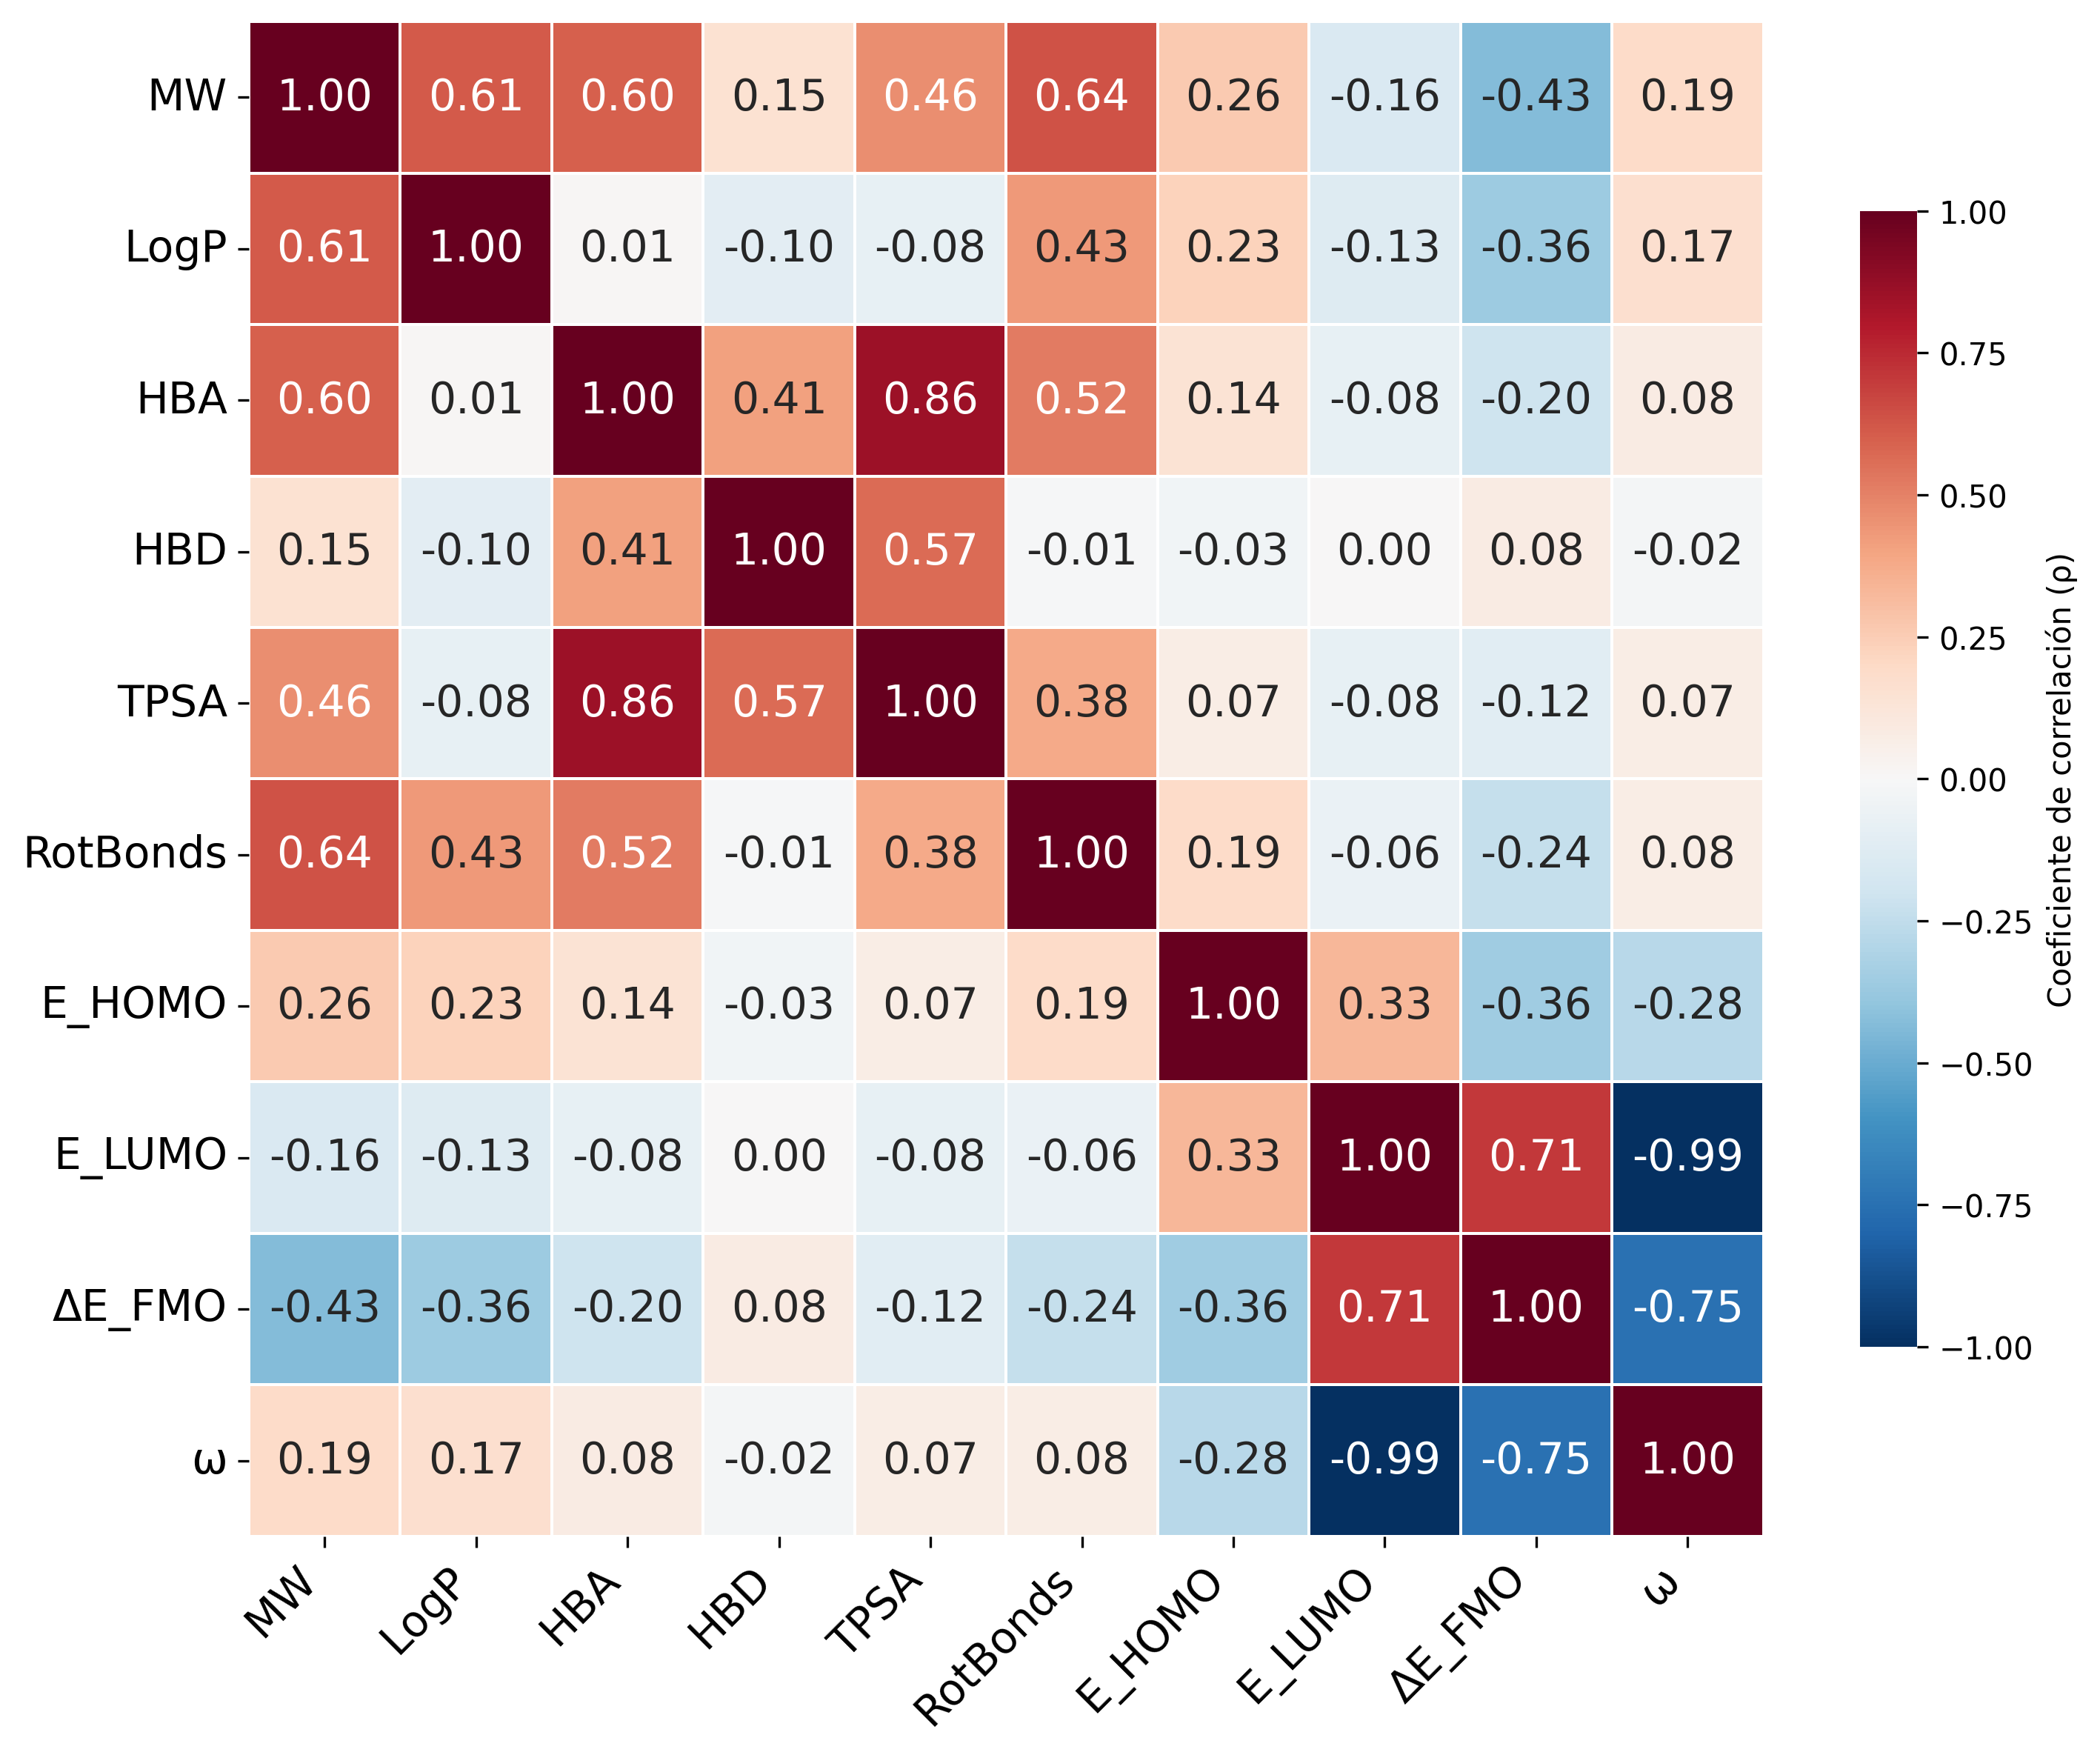 MW 1.00 0.61 0.60 0.15 0.46 0.64 0.26 -0.16 -0.43 0.19
LogP 0.61 1.00 0.01 -0.10 -0.08 0.43 0.23 -0.13 -0.36 0.17
HBA 0.60 0.01 1.00 0.41 0.86 0.52 0.14 -0.08 -0.20 0.08
HBD 0.15 -0.10 0.41 1.00 0.57 -0.01 -0.03 0.00 0.08 -0.02
TPSA 0.46 -0.08 0.86 0.57 1.00 0.38 0.07 -0.08 -0.12 0.07
RotBonds 0.64 0.43 0.52 -0.01 0.38 1.00 0.19 -0.06 -0.24 0.08
E_HOMO 0.26 0.23 0.14 -0.03 0.07 0.19 1.00 0.33 -0.36 -0.28
E_LUMO -0.16 -0.13 -0.08 0.00 -0.08 -0.06 0.33 1.00 0.71 -0.99
ΔE_FMO -0.43 -0.36 -0.20 0.08 -0.12 -0.24 -0.36 0.71 1.00 -0.75
ω 0.19 0.17 0.08 -0.02 0.07 0.08 -0.28 -0.99 -0.75 1.00
MW LogP HBA HBD TPSA RotBonds E_HOMO E_LUMO ΔE_FMO ω
1.00
0.75
0.50
0.25
0.00
−0.25
−0.50
−0.75
−1.00
Coeficiente de correlación (ρ)